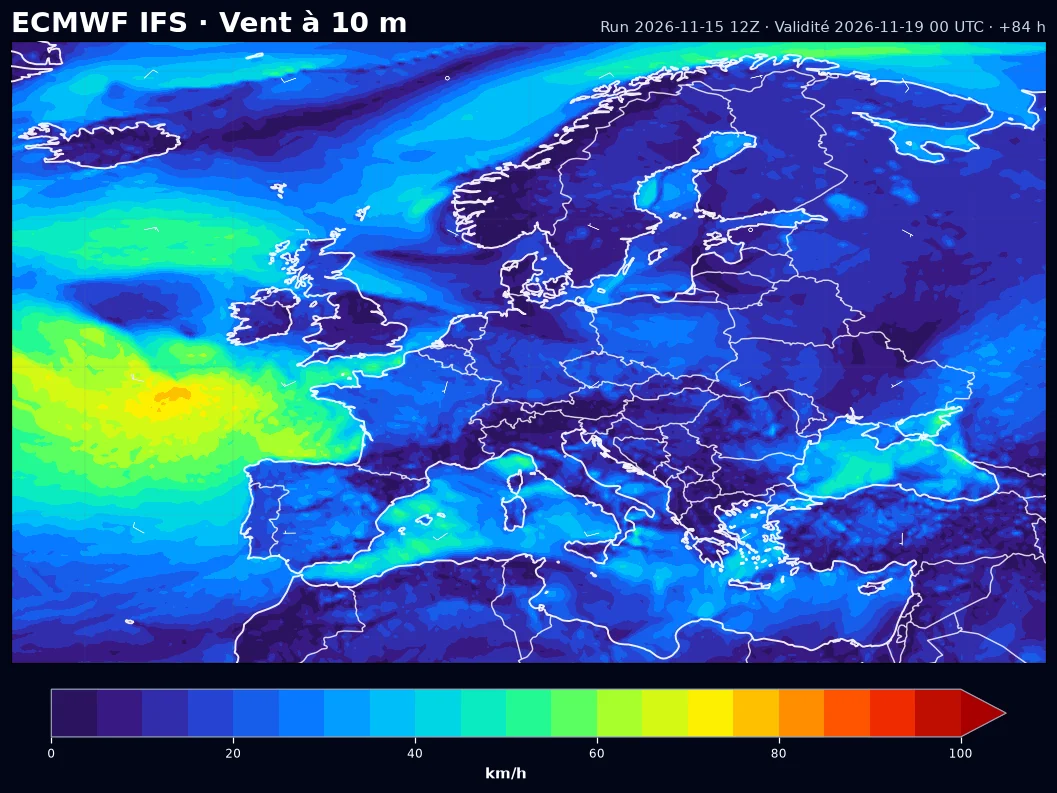 ECMWF IFS · Vent à 10 m
Run 2026-11-15 12Z · Validité 2026-11-19 00 UTC · +84 h
0 20 40 60 80 100
km/h